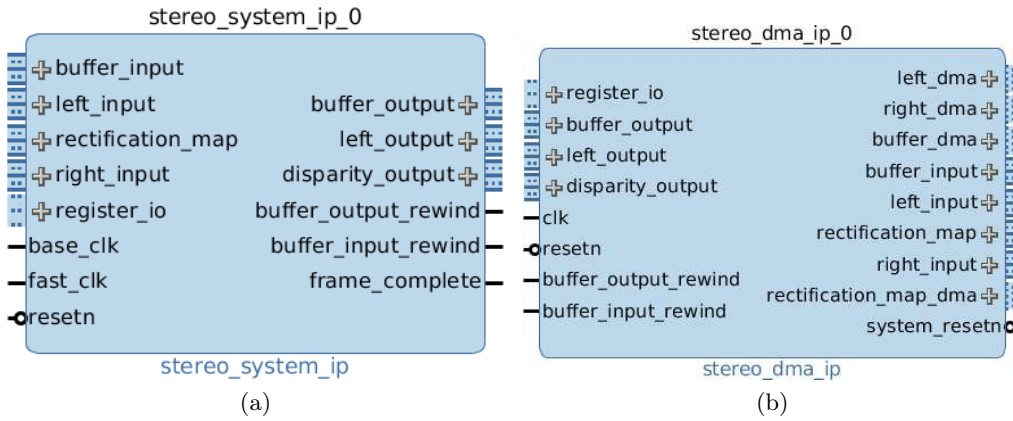 stereo_system_ip_0
buffer_input
left_input
rectification_map
right_input
register_io
base_clk
fast_clk
resetn
buffer_output
left_output
disparity_output
buffer_output_rewind
buffer_input_rewind
frame_complete
stereo_system_ip
(a)
stereo_dma_ip_0
register_io
buffer_output
left_output
disparity_output
clk
resetn
buffer_output_rewind
buffer_input_rewind
left_dma
right_dma
buffer_dma
buffer_input
left_input
rectification_map
right_input
rectification_map_dma
system_resetn
stereo_dma_ip
(b)